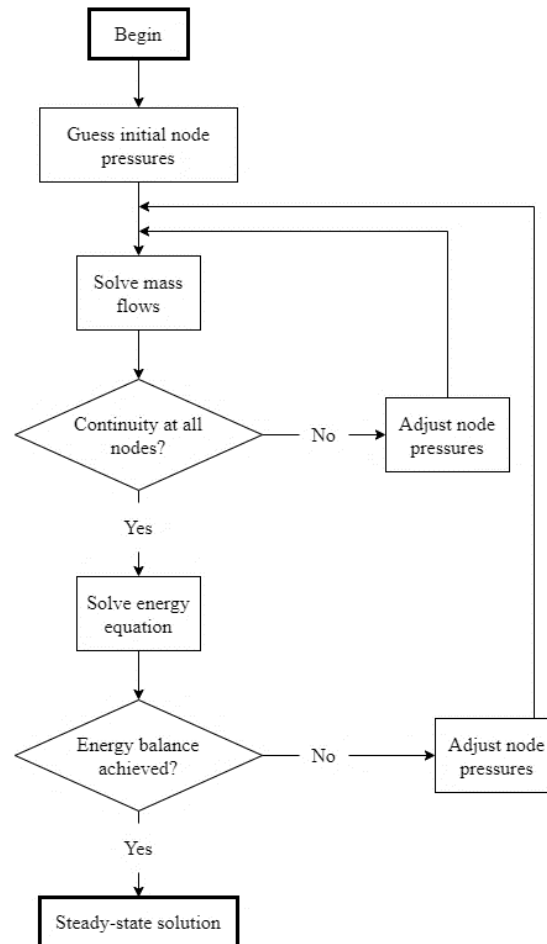 Begin
Guess initial node
pressures
Solve mass
flows
Continuity at all
nodes?
No
Adjust node
pressures
Yes
Solve energy
equation
Energy balance
achieved?
No
Adjust node
pressures
Yes
Steady-state solution